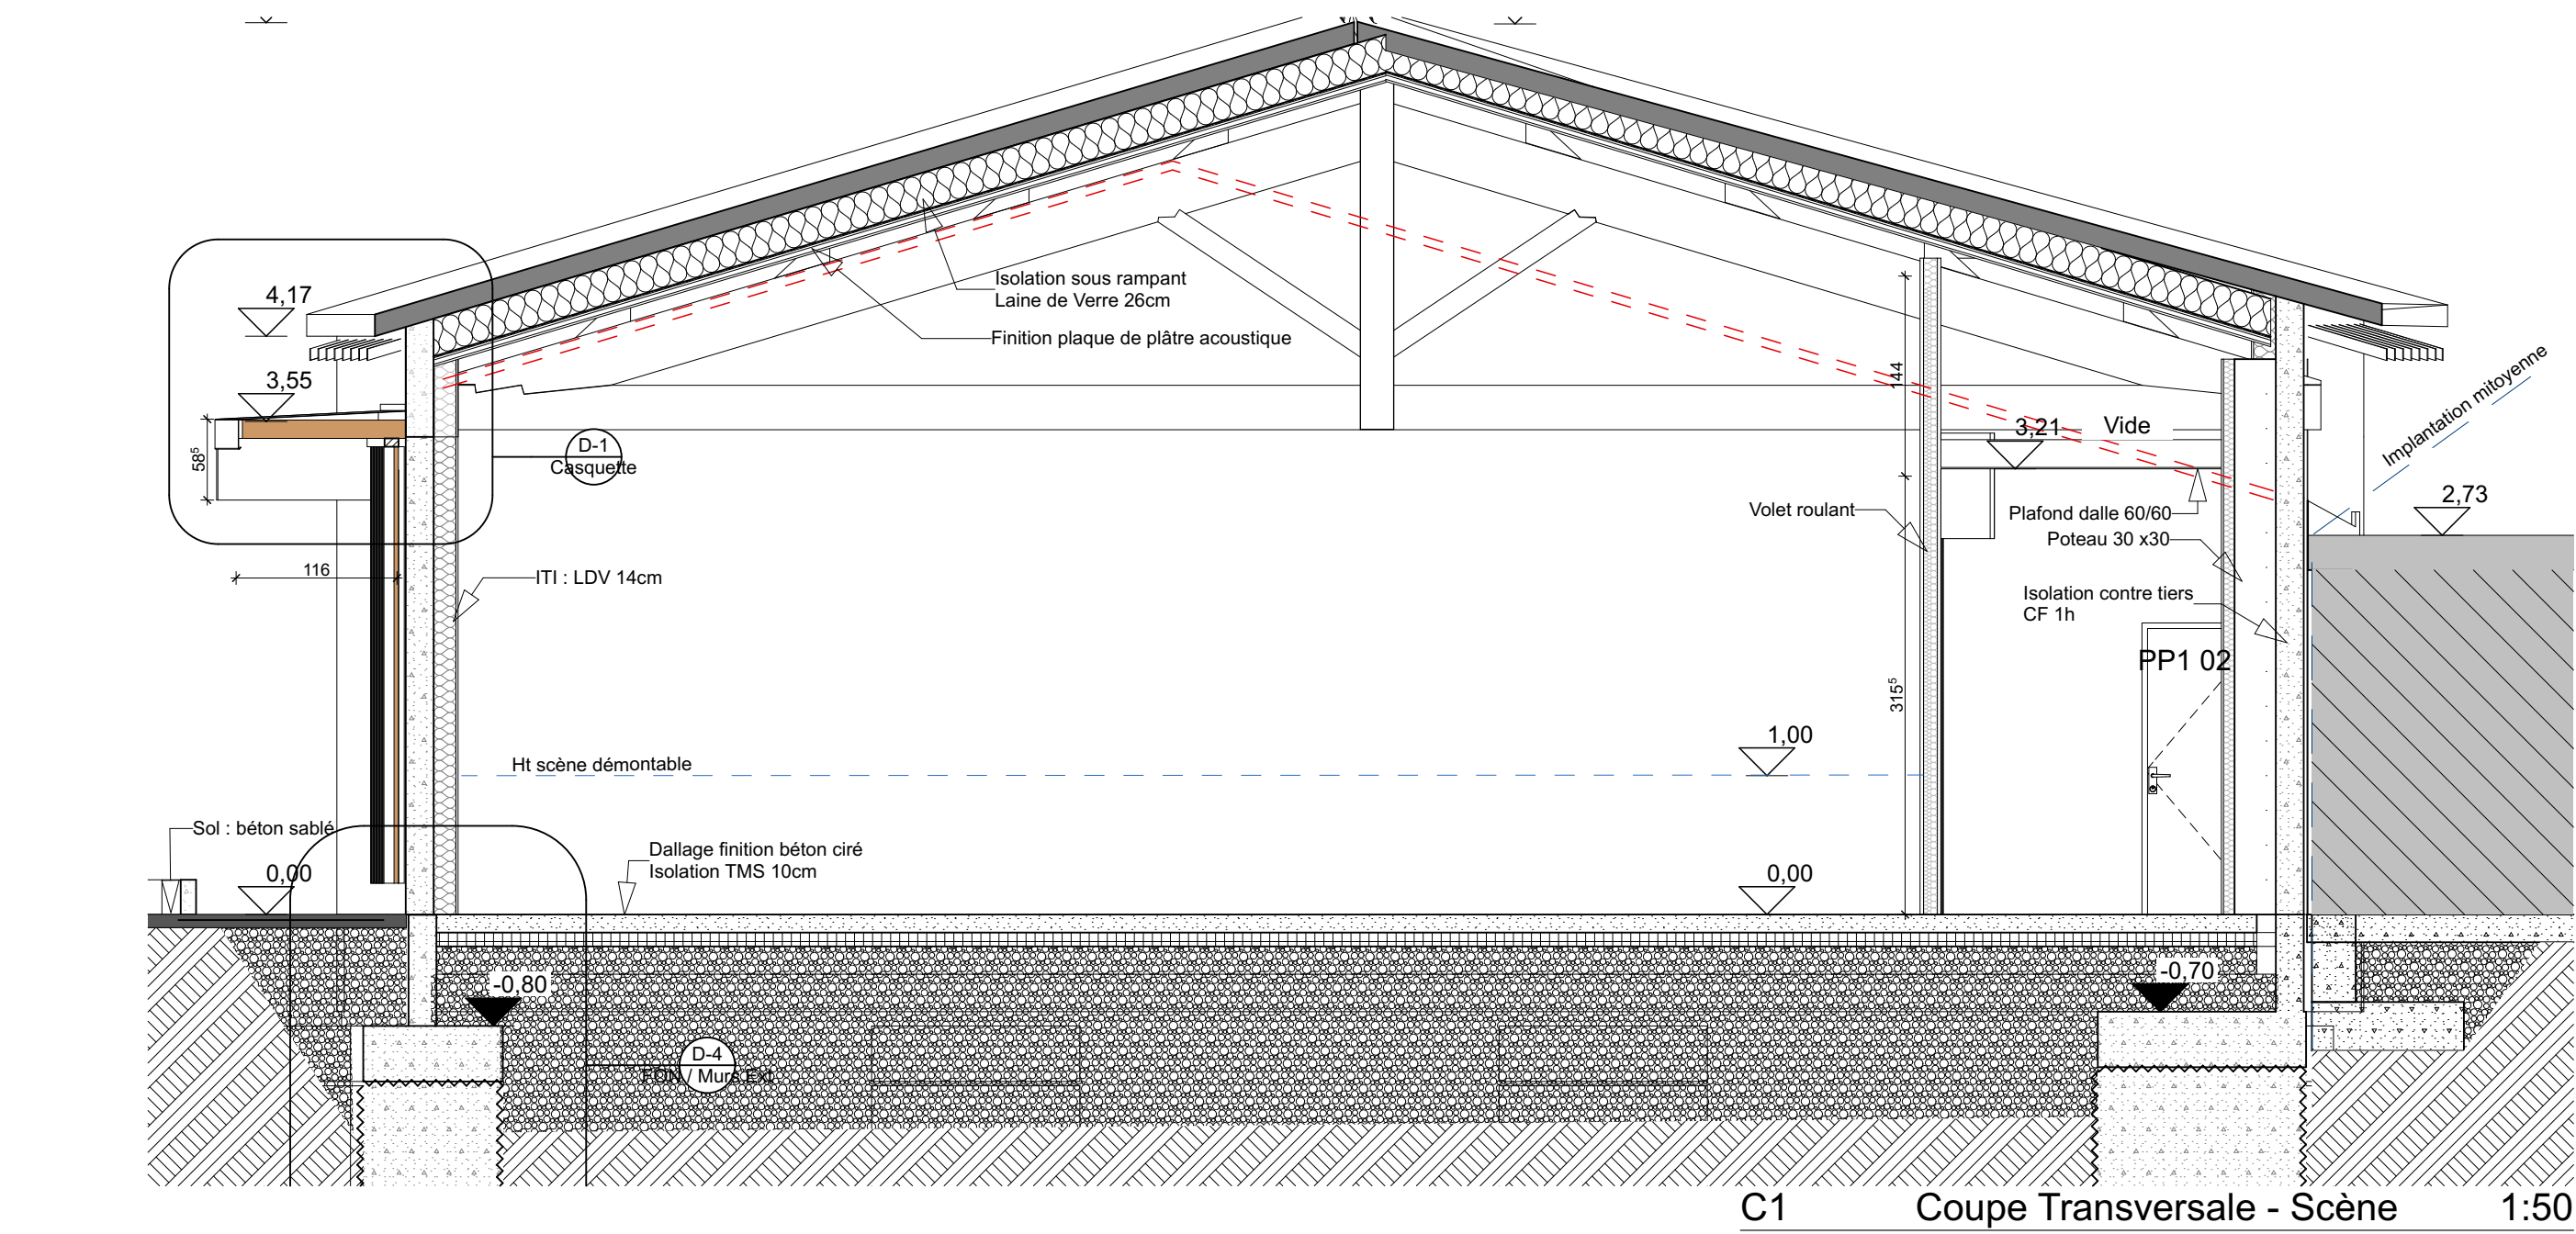 4,17
3,55
58⁵
116
D-1
Casquette
Isolation sous rampant
Laine de Verre 26cm
Finition plaque de plâtre acoustique
ITI : LDV 14cm
144
3,21
Vide
Volet roulant
Plafond dalle 60/60
Poteau 30 x30
Isolation contre tiers
CF 1h
Implantation mitoyenne
2,73
PP1 02
315⁵
Ht scène démontable
1,00
Sol : béton sablé
0,00
Dallage finition béton ciré
Isolation TMS 10cm
0,00
-0,80
-0,70
D-4
FON / Murs Ext
C1 Coupe Transversale - Scène 1:50